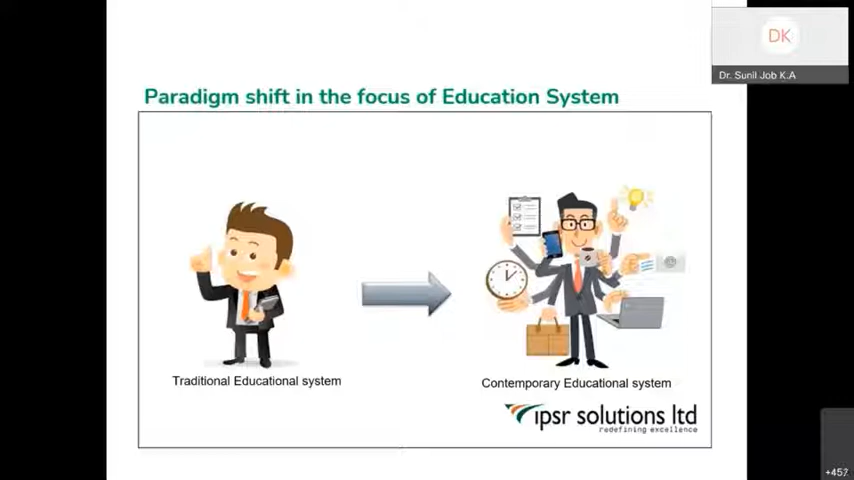 DK
Dr. Sunil Job K.A
Paradigm shift in the focus of Education System
Traditional Educational system
Contemporary Educational system
ipsr solutions ltd
redefining excellence